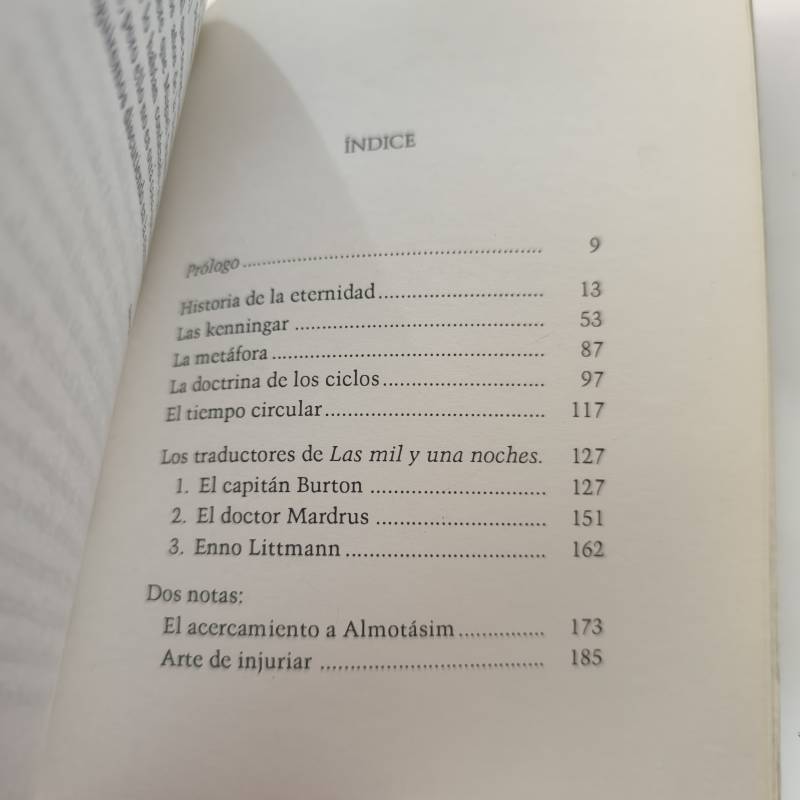 ÍNDICE
Prólogo ........................................................ 9
Historia de la eternidad ............................. 13
Las kenningar ............................................. 53
La metáfora ................................................ 87
La doctrina de los ciclos ............................ 97
El tiempo circular ...................................... 117
Los traductores de Las mil y una noches. 127
1. El capitán Burton ............................... 127
2. El doctor Mardrus .............................. 151
3. Enno Littmann ................................... 162
Dos notas:
El acercamiento a Almotásim ............... 173
Arte de injuriar ...................................... 185